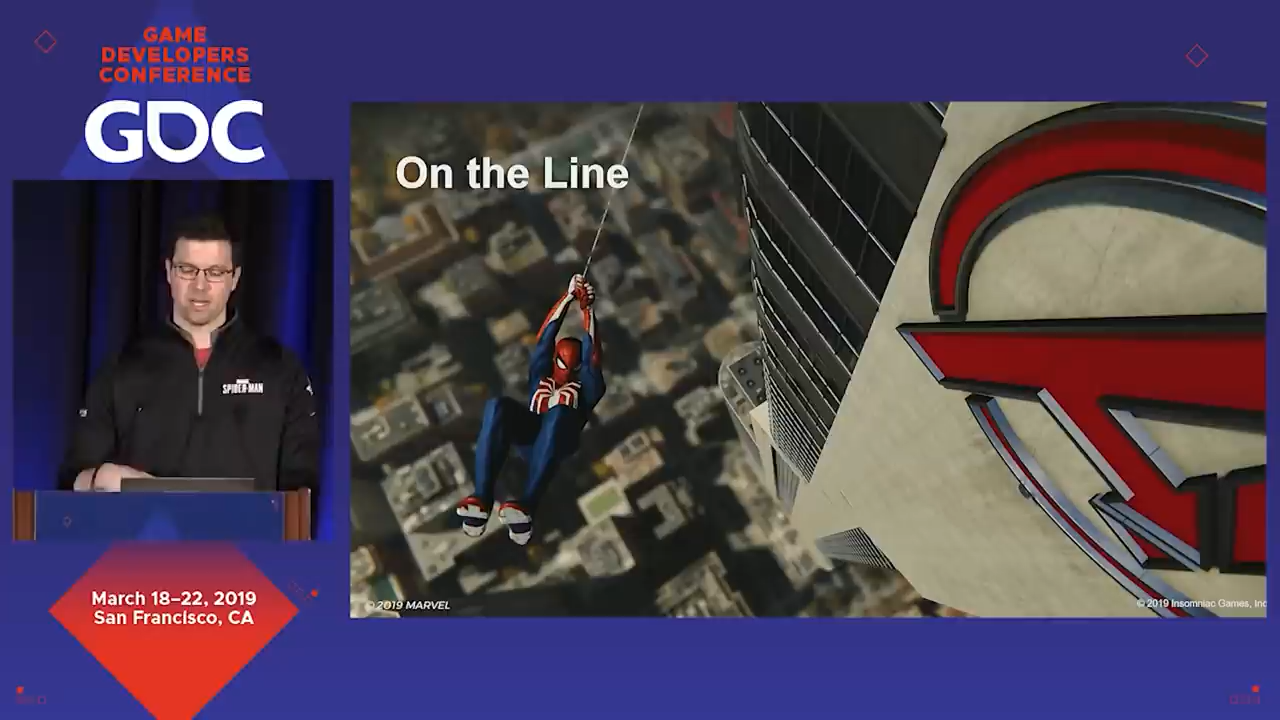 GAME
DEVELOPERS
CONFERENCE
GDC
On the Line
SPIDER-MAN
© 2019 MARVEL
© 2019 Insomniac Games, Inc
March 18–22, 2019
San Francisco, CA